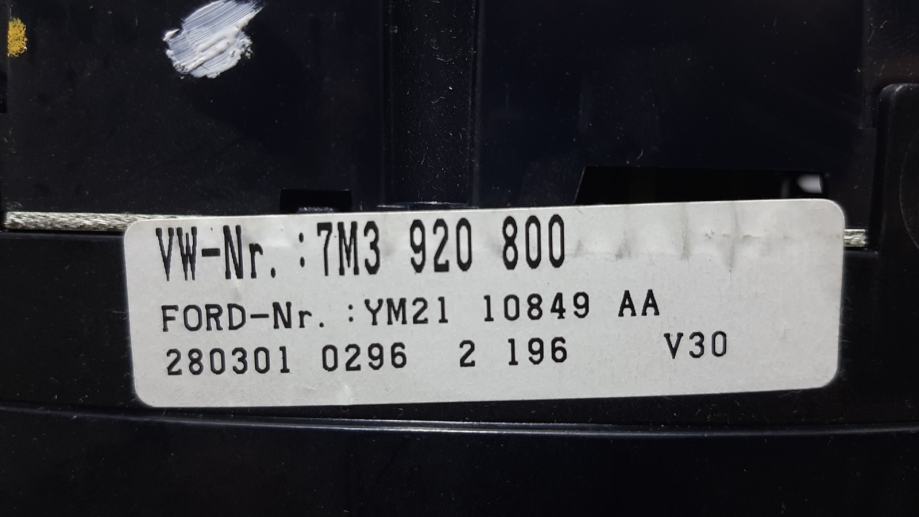 VW-Nr. :7M3 920 800
FORD-Nr. :YM21 10849 AA
280301 0296 2 196 V30